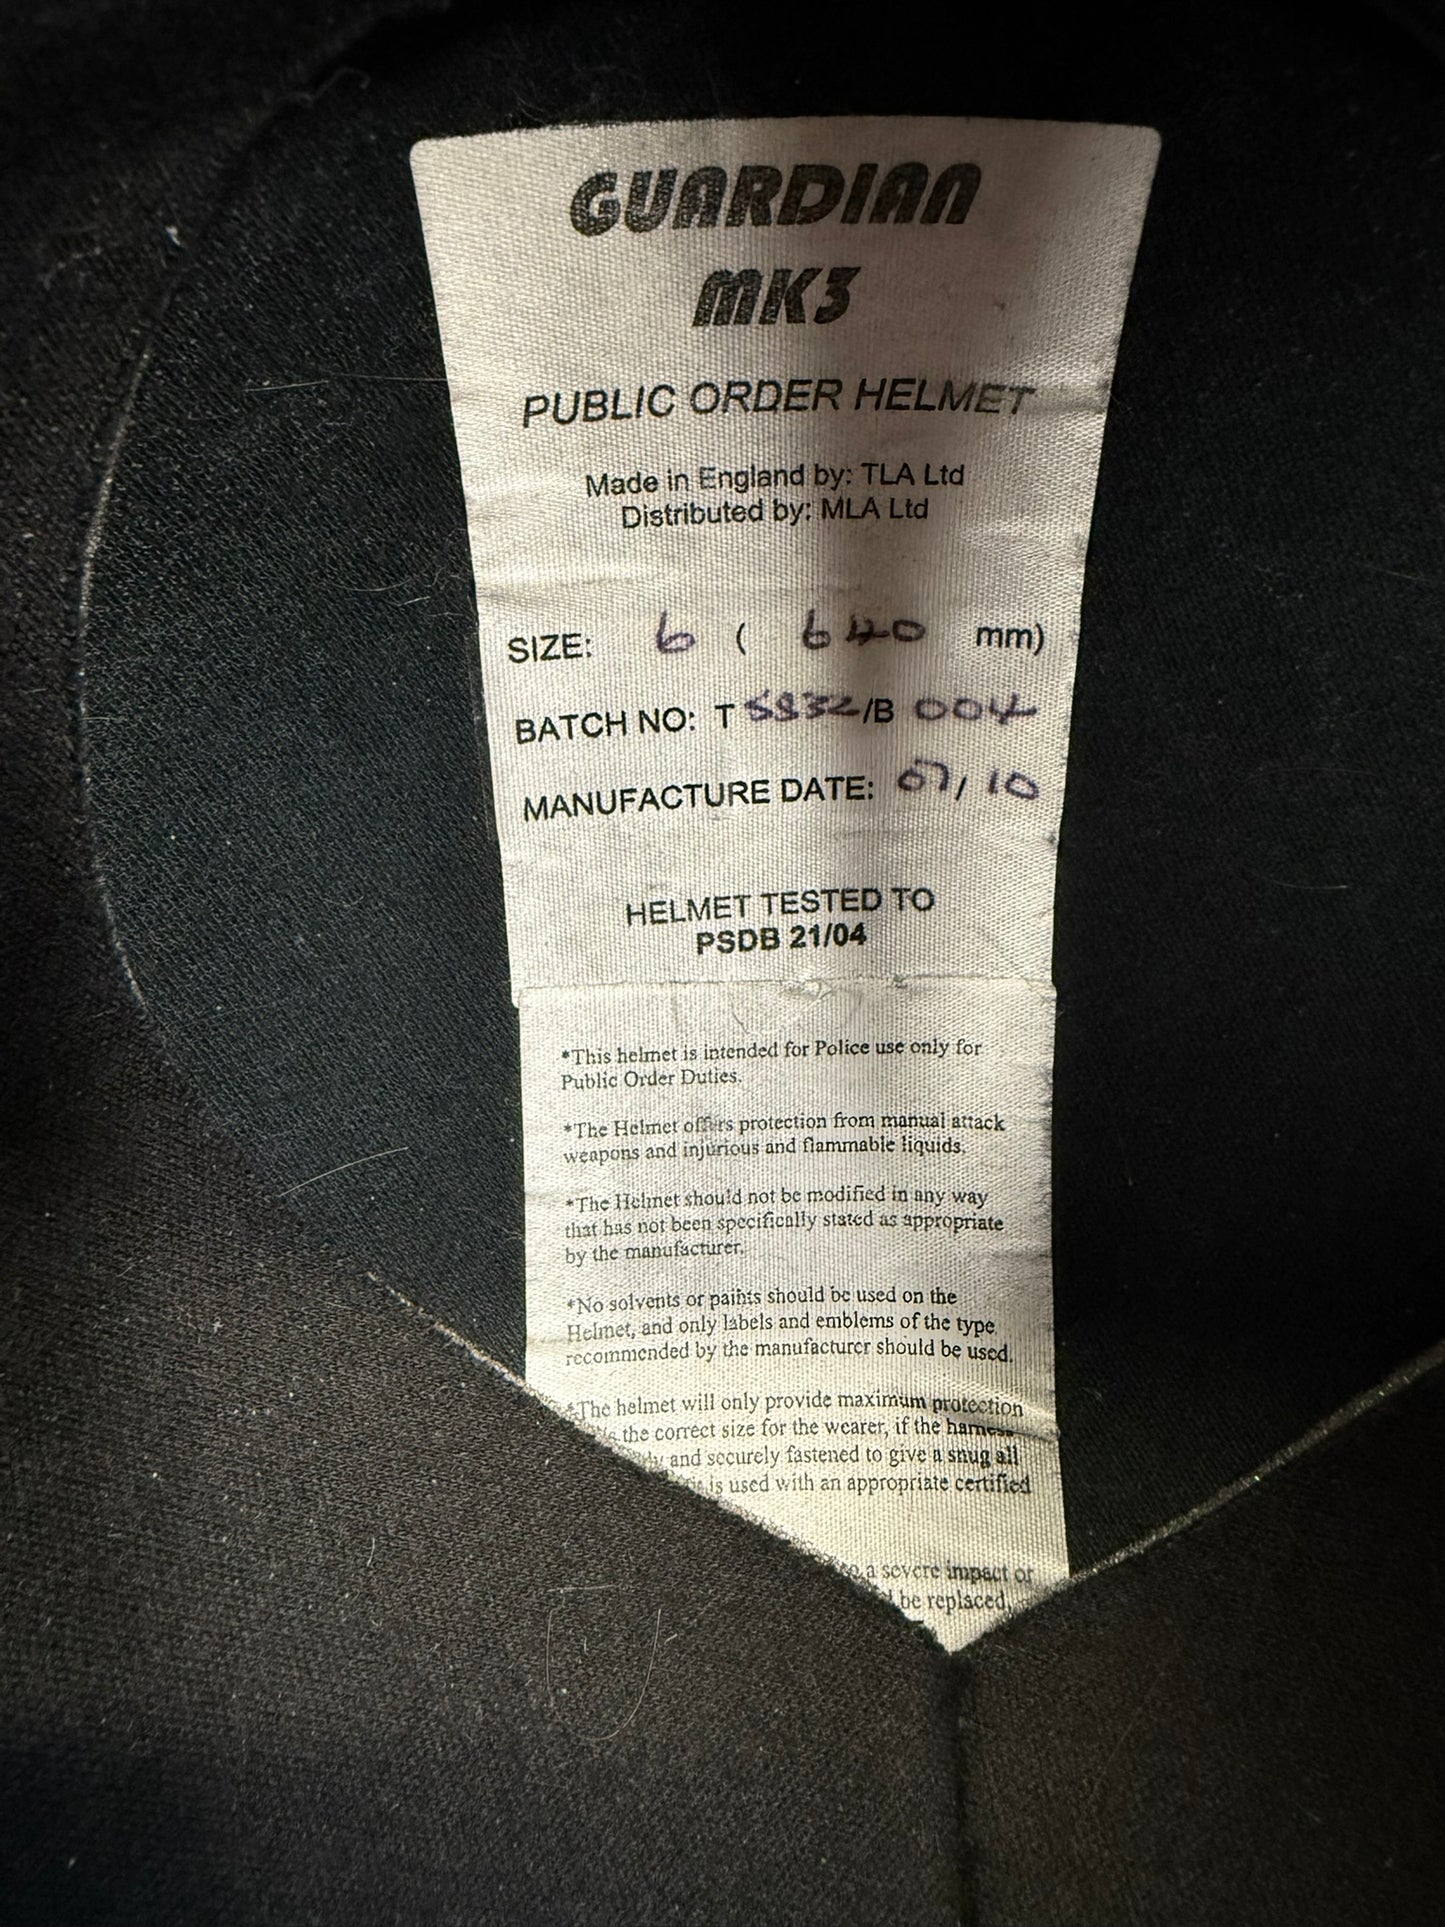 GUARDIAN
MK3
PUBLIC ORDER HELMET
Made in England by: TLA Ltd
Distributed by: MLA Ltd
SIZE: 6 ( 640 mm)
BATCH NO: T 5832/B 004
MANUFACTURE DATE: 07/10
HELMET TESTED TO
PSDB 21/04
*This helmet is intended for Police use only for
Public Order Duties.
*The Helmet offers protection from manual attack
weapons and injurious and flammable liquids.
*The Helmet should not be modified in any way
that has not been specifically stated as appropriate
by the manufacturer.
*No solvents or paints should be used on the
Helmet, and only labels and emblems of the type
recommended by the manufacturer should be used.
*The helmet will only provide maximum protection
the correct size for the wearer, if the harness
and securely fastened to give a snug all
is used with an appropriate certified
a severe impact or
be replaced.